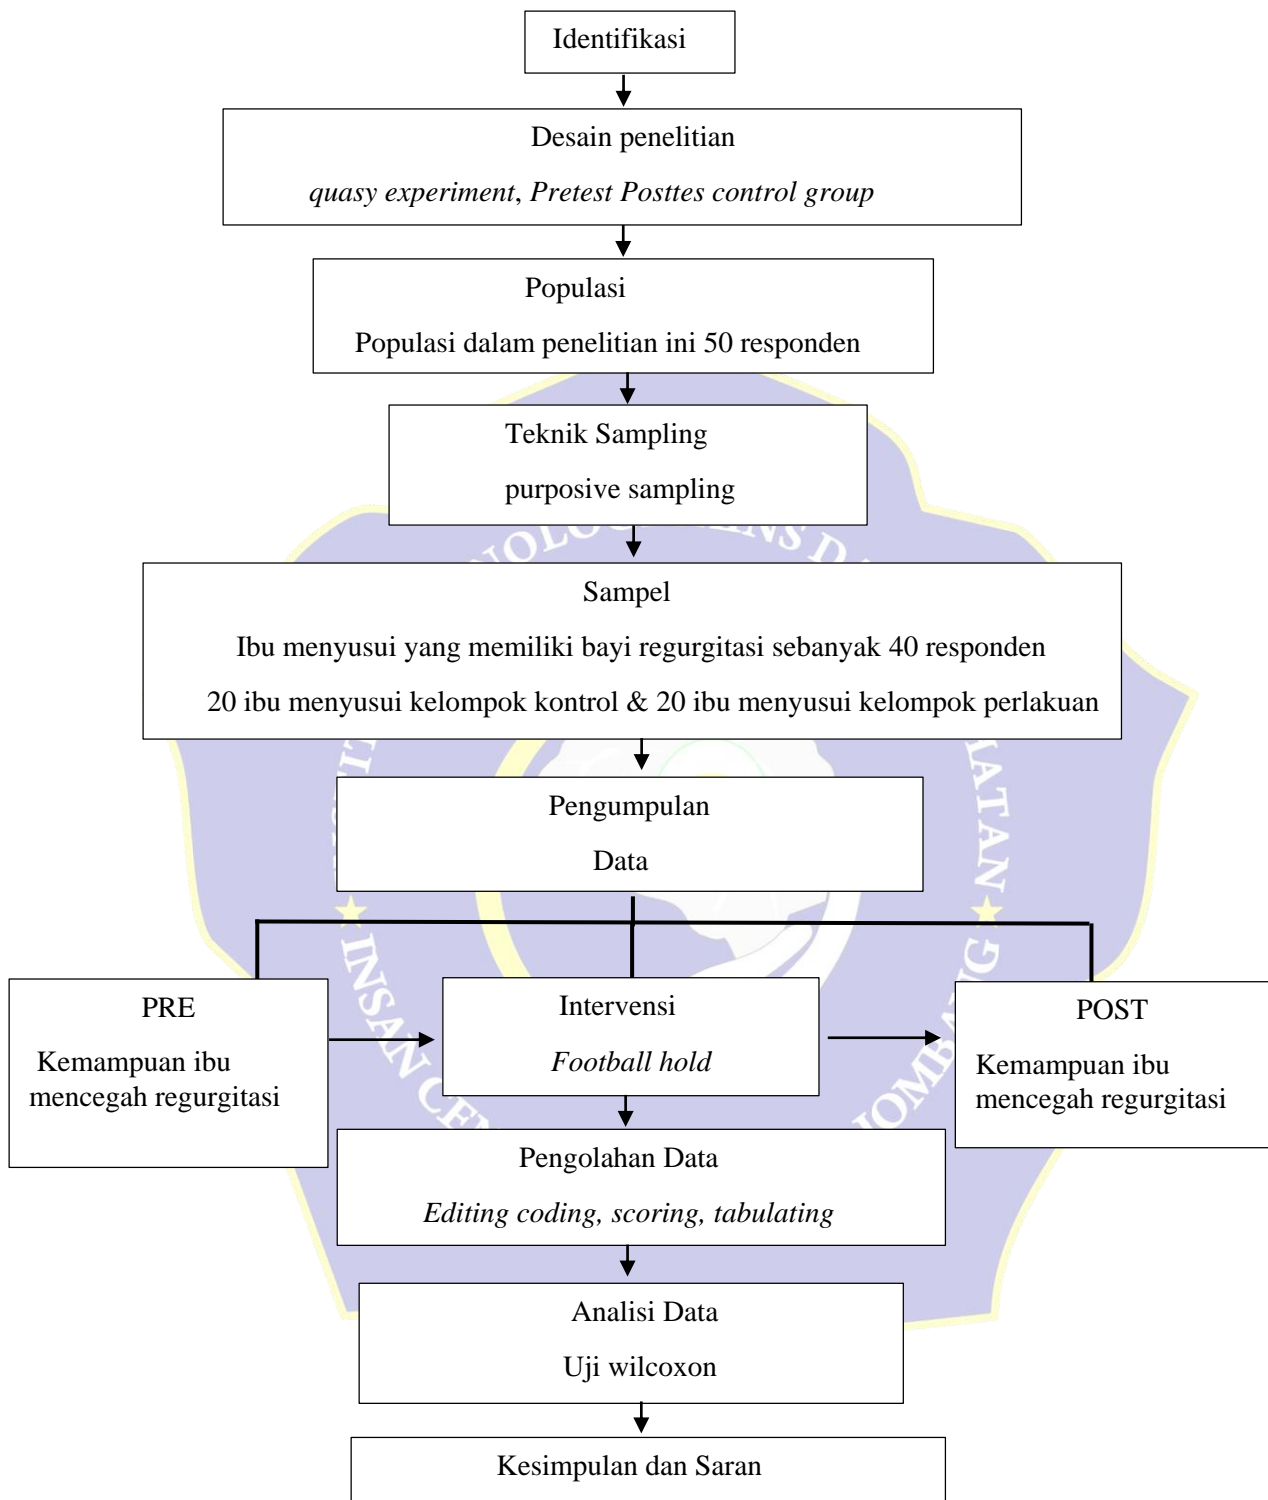 Identifikasi
Desain penelitian
quasy experiment, Pretest Posttes control group
Populasi
Populasi dalam penelitian ini 50 responden
Teknik Sampling
purposive sampling
Sampel
Ibu menyusui yang memiliki bayi regurgitasi sebanyak 40 responden
20 ibu menyusui kelompok kontrol & 20 ibu menyusui kelompok perlakuan
Pengumpulan
Data
PRE
Kemampuan ibu
mencegah regurgitasi
Intervensi
Football hold
POST
Kemampuan ibu
mencegah regurgitasi
Pengolahan Data
Editing coding, scoring, tabulating
Analisi Data
Uji wilcoxon
Kesimpulan dan Saran
INSAN